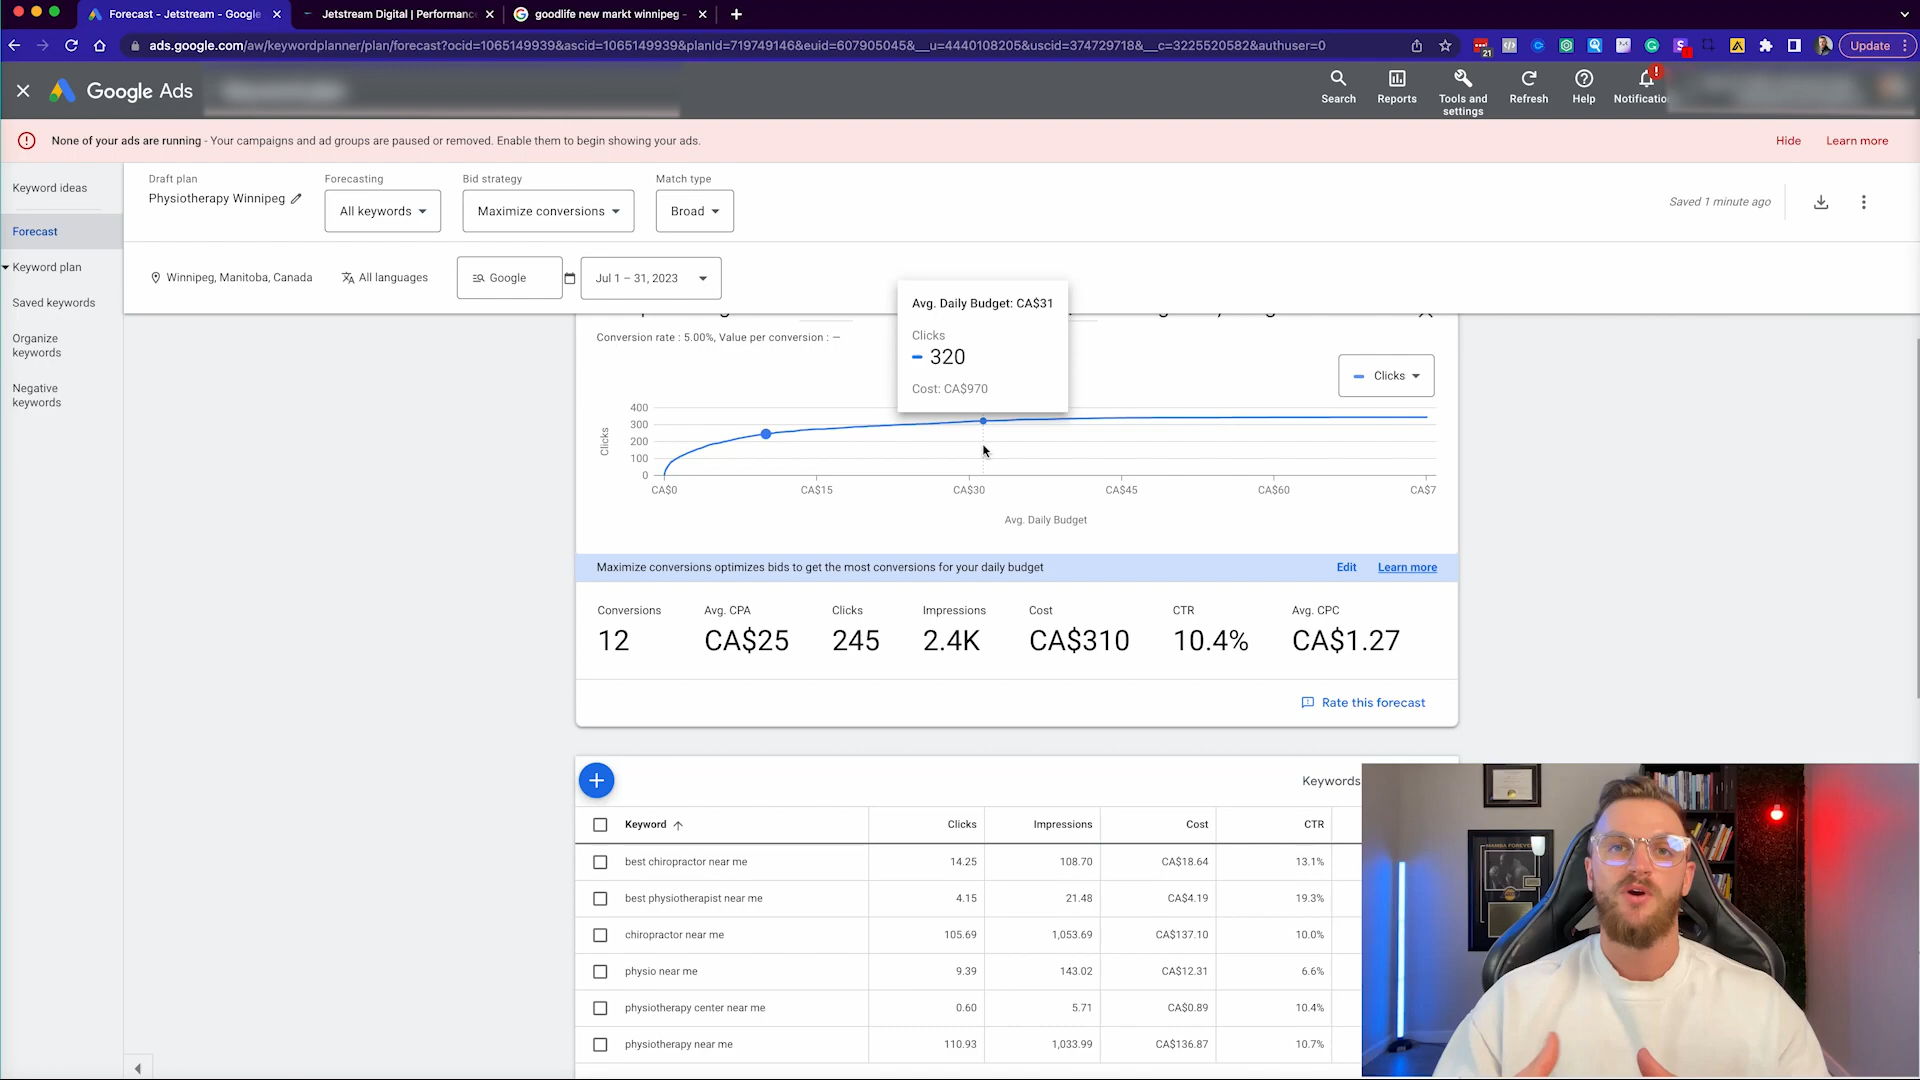 Forecast - Jetstream - Google
Jetstream Digital | Performanc
goodlife new markt winnipeg -
ads.google.com/aw/keywordplanner/plan/forecast?ocid=1065149939&ascid=1065149939&planId=719749146&euid=607905045&__u=4440108205&uscid=374729718&__c=3225520582&authuser=0
21
Update
Google Ads
Search
Reports
Tools and
settings
Refresh
Help
Notificatio
None of your ads are running - Your campaigns and ad groups are paused or removed. Enable them to begin showing your ads.
Hide
Learn more
Keyword ideas
Forecast
Keyword plan
Saved keywords
Organize
keywords
Negative
keywords
Draft plan
Physiotherapy Winnipeg
Forecasting
All keywords
Bid strategy
Maximize conversions
Match type
Broad
Saved 1 minute ago
Winnipeg, Manitoba, Canada
All languages
Google
Jul 1 – 31, 2023
Avg. Daily Budget: CA$31
Clicks
320
Cost: CA$970
Conversion rate : 5.00%, Value per conversion : —
Clicks
Clicks
400
300
200
100
0
CA$0
CA$15
CA$30
CA$45
CA$60
CA$7
Avg. Daily Budget
Maximize conversions optimizes bids to get the most conversions for your daily budget
Edit
Learn more
Conversions Avg. CPA Clicks Impressions Cost CTR Avg. CPC
12 CA$25 245 2.4K CA$310 10.4% CA$1.27
Rate this forecast
Keywords
Keyword Clicks Impressions Cost CTR
best chiropractor near me 14.25 108.70 CA$18.64 13.1%
best physiotherapist near me 4.15 21.48 CA$4.19 19.3%
chiropractor near me 105.69 1,053.69 CA$137.10 10.0%
physio near me 9.39 143.02 CA$12.31 6.6%
physiotherapy center near me 0.60 5.71 CA$0.89 10.4%
physiotherapy near me 110.93 1,033.99 CA$136.87 10.7%
MAMBA FOREVER